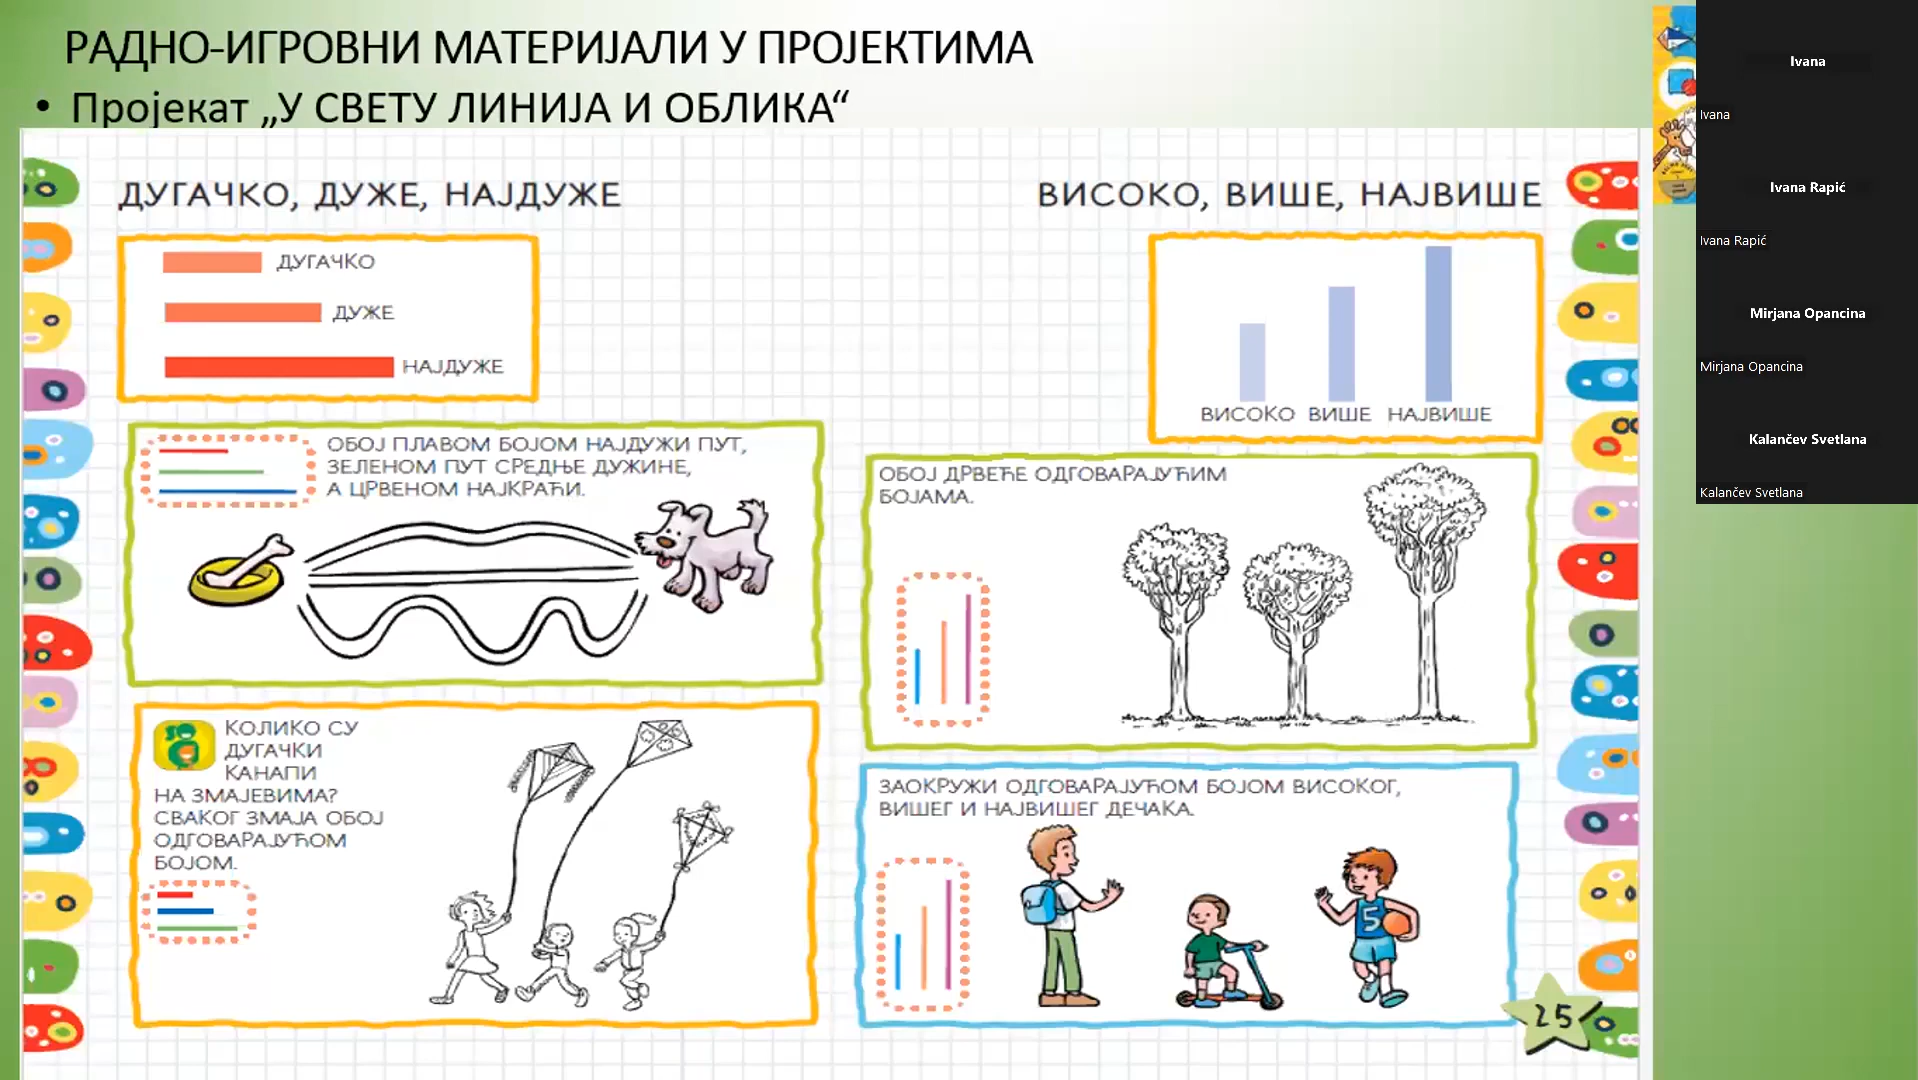 РАДНО-ИГРОВНИ МАТЕРИЈАЛИ У ПРОЈЕКТИМА
• Пројекат „У СВЕТУ ЛИНИЈА И ОБЛИКА“
ДУГАЧКО, ДУЖЕ, НАЈДУЖЕ
ДУГАЧКО
ДУЖЕ
НАЈДУЖЕ
ОБОЈ ПЛАВОМ БОЈОМ НАЈДУЖИ ПУТ,
ЗЕЛЕНОМ ПУТ СРЕДЊЕ ДУЖИНЕ,
А ЦРВЕНОМ НАЈКРАЋИ.
КОЛИКО СУ
ДУГАЧКИ
КАНАПИ
НА ЗМАЈЕВИМА?
СВАКОГ ЗМАЈА ОБОЈ
ОДГОВАРАЈУЋОМ
БОЈОМ.
ВИСОКО, ВИШЕ, НАЈВИШЕ
ВИСОКО ВИШЕ НАЈВИШЕ
ОБОЈ ДРВЕЋЕ ОДГОВАРАЈУЋИМ
БОЈАМА.
ЗАОКРУЖИ ОДГОВАРАЈУЋОМ БОЈОМ ВИСОКОГ,
ВИШЕГ И НАЈВИШЕГ ДЕЧАКА.
5
25
Ivana
Ivana
Ivana Rapić
Ivana Rapić
Mirjana Opancina
Mirjana Opancina
Kalančev Svetlana
Kalančev Svetlana